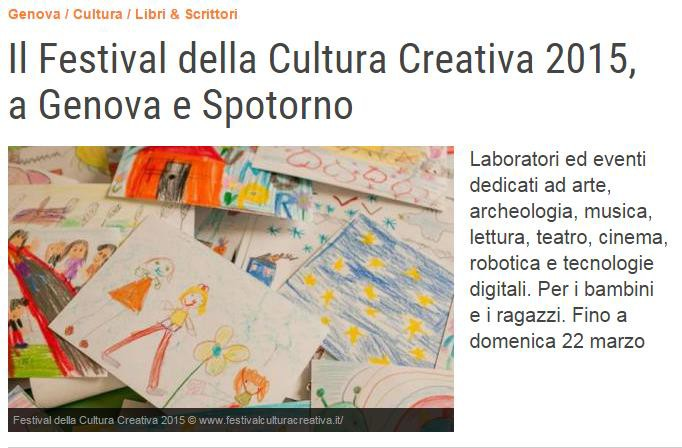 Genova / Cultura / Libri & Scrittori
Il Festival della Cultura Creativa 2015,
a Genova e Spotorno
Laboratori ed eventi
dedicati ad arte,
archeologia, musica,
lettura, teatro, cinema,
robotica e tecnologie
digitali. Per i bambini
e i ragazzi. Fino a
domenica 22 marzo
Festival della Cultura Creativa 2015 © www.festivalculturacreativa.it/